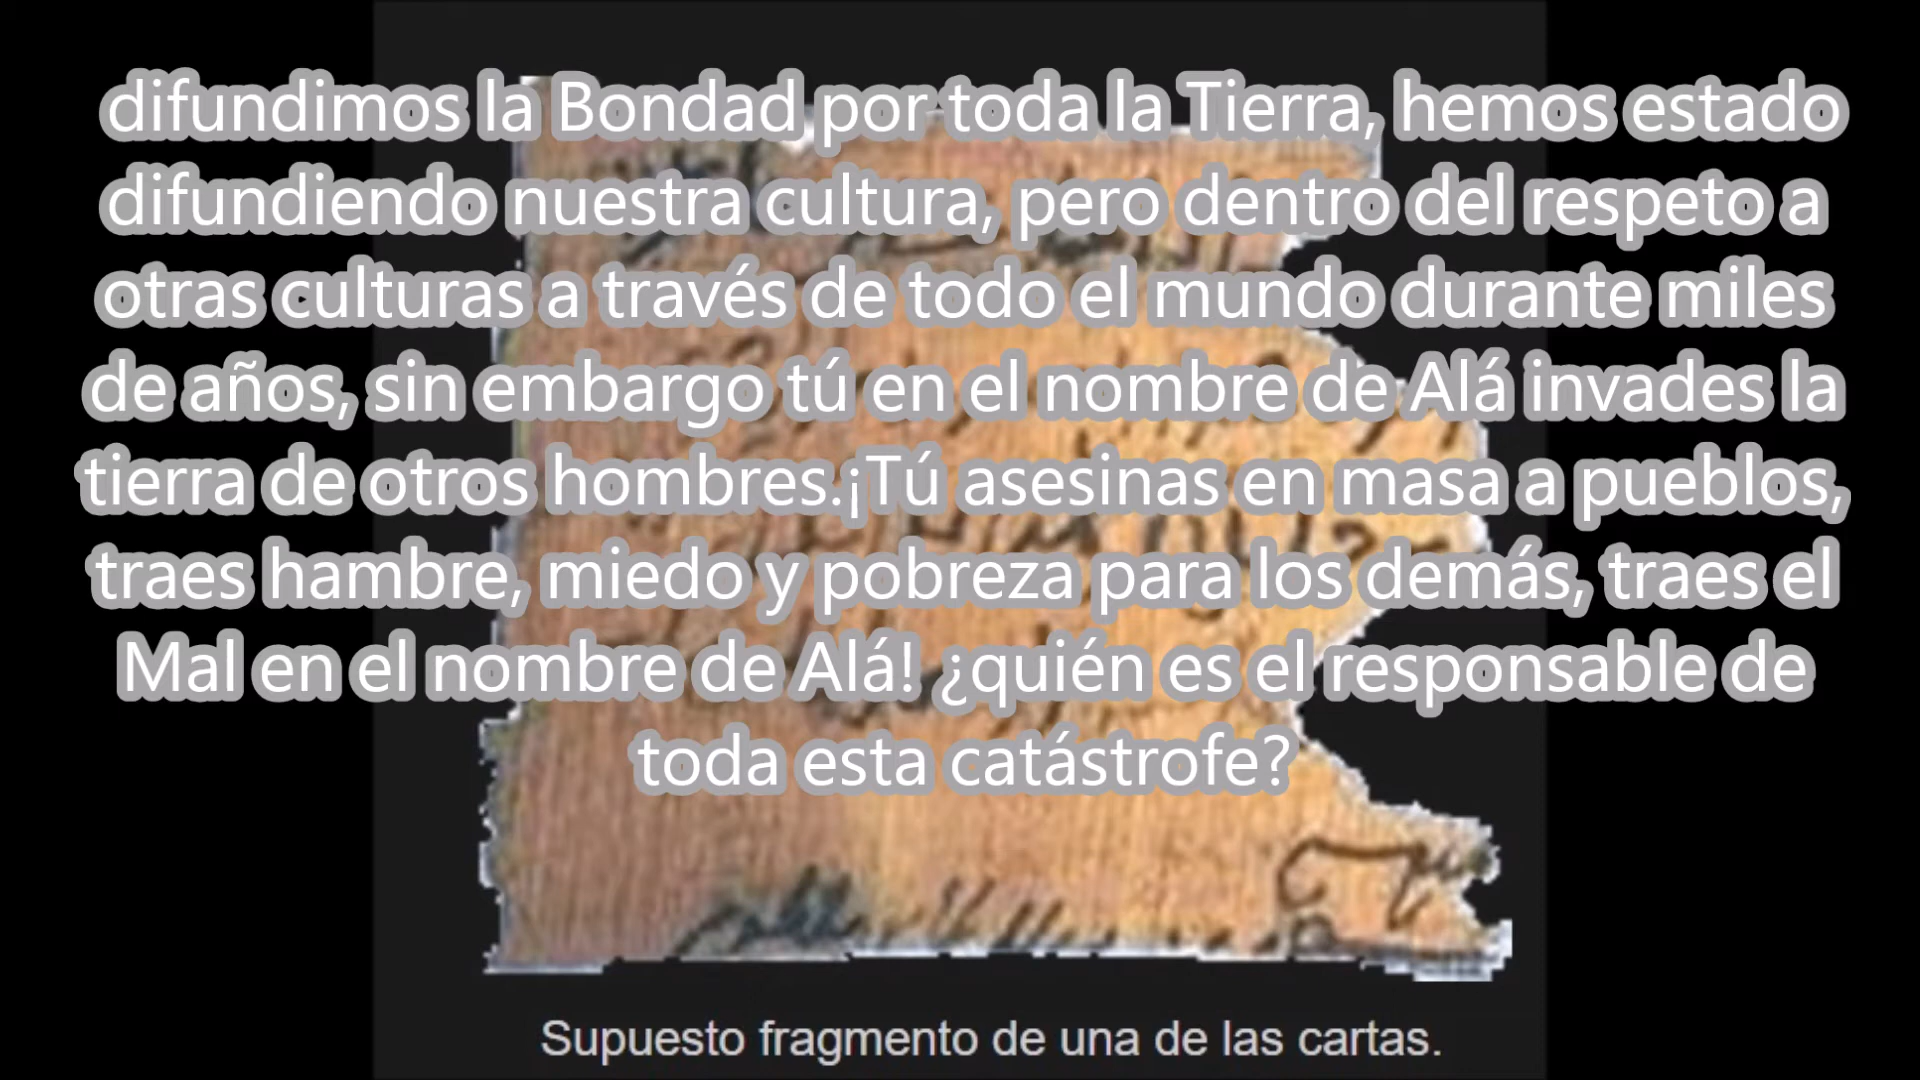 difundimos la Bondad por toda la Tierra, hemos estado
difundiendo nuestra cultura, pero dentro del respeto a
otras culturas a través de todo el mundo durante miles
de años, sin embargo tú en el nombre de Alá invades la
tierra de otros hombres.¡Tú asesinas en masa a pueblos,
traes hambre, miedo y pobreza para los demás, traes el
Mal en el nombre de Alá! ¿quién es el responsable de
toda esta catástrofe?
Supuesto fragmento de una de las cartas.